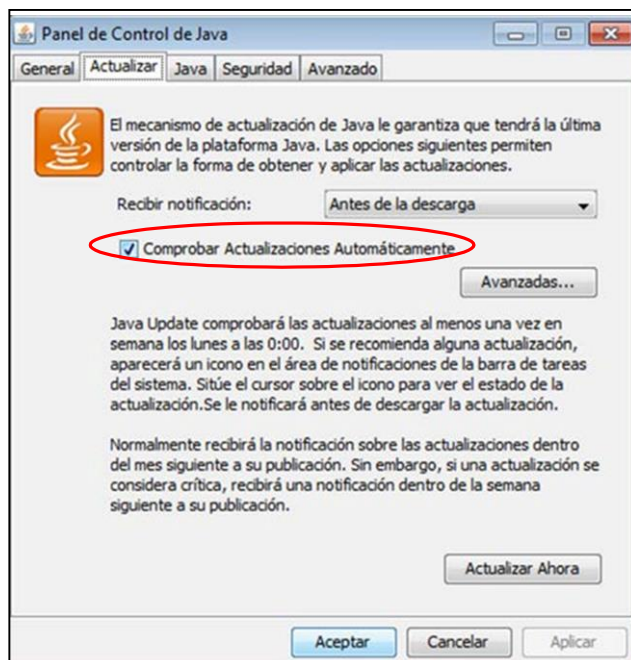 Panel de Control de Java
General Actualizar Java Seguridad Avanzado
El mecanismo de actualización de Java le garantiza que tendrá la última
versión de la plataforma Java. Las opciones siguientes permiten
controlar la forma de obtener y aplicar las actualizaciones.
Recibir notificación: Antes de la descarga
Comprobar Actualizaciones Automáticamente
Avanzadas...
Java Update comprobará las actualizaciones al menos una vez en
semana los lunes a las 0:00. Si se recomienda alguna actualización,
aparecerá un icono en el área de notificaciones de la barra de tareas
del sistema. Sitúe el cursor sobre el icono para ver el estado de la
actualización.Se le notificará antes de descargar la actualización.
Normalmente recibirá la notificación sobre las actualizaciones dentro
del mes siguiente a su publicación. Sin embargo, si una actualización se
considera crítica, recibirá una notificación dentro de la semana
siguiente a su publicación.
Actualizar Ahora
Aceptar Cancelar Aplicar